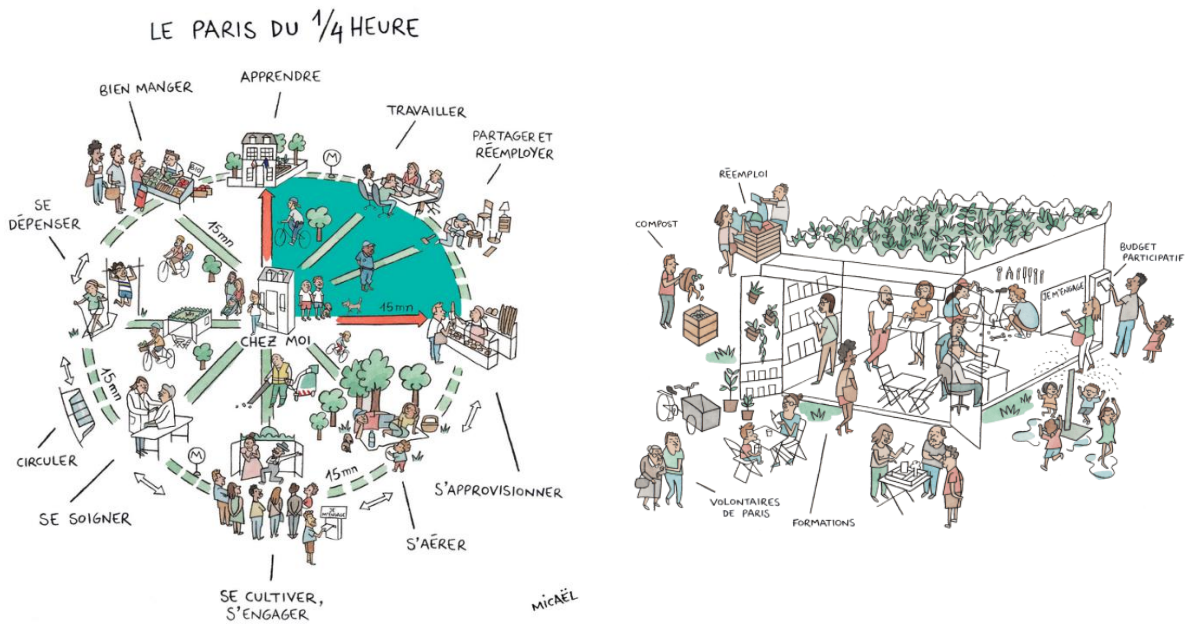 LE PARIS DU 1/4 HEURE
APPRENDRE
BIEN MANGER
TRAVAILLER
PARTAGER ET
RÉEMPLOYER
M
BIO
SE
DÉPENSER
15mn
15mn
CHEZ MOI
15mn
CIRCULER
M
15mn
SE SOIGNER
S'APPROVISIONNER
S'AÉRER
SE CULTIVER,
S'ENGAGER
MICAËL
RÉEMPLOI
COMPOST
BUDGET
PARTICIPATIF
JE M'ENGAGE
VOLONTAIRES
DE PARIS
FORMATIONS